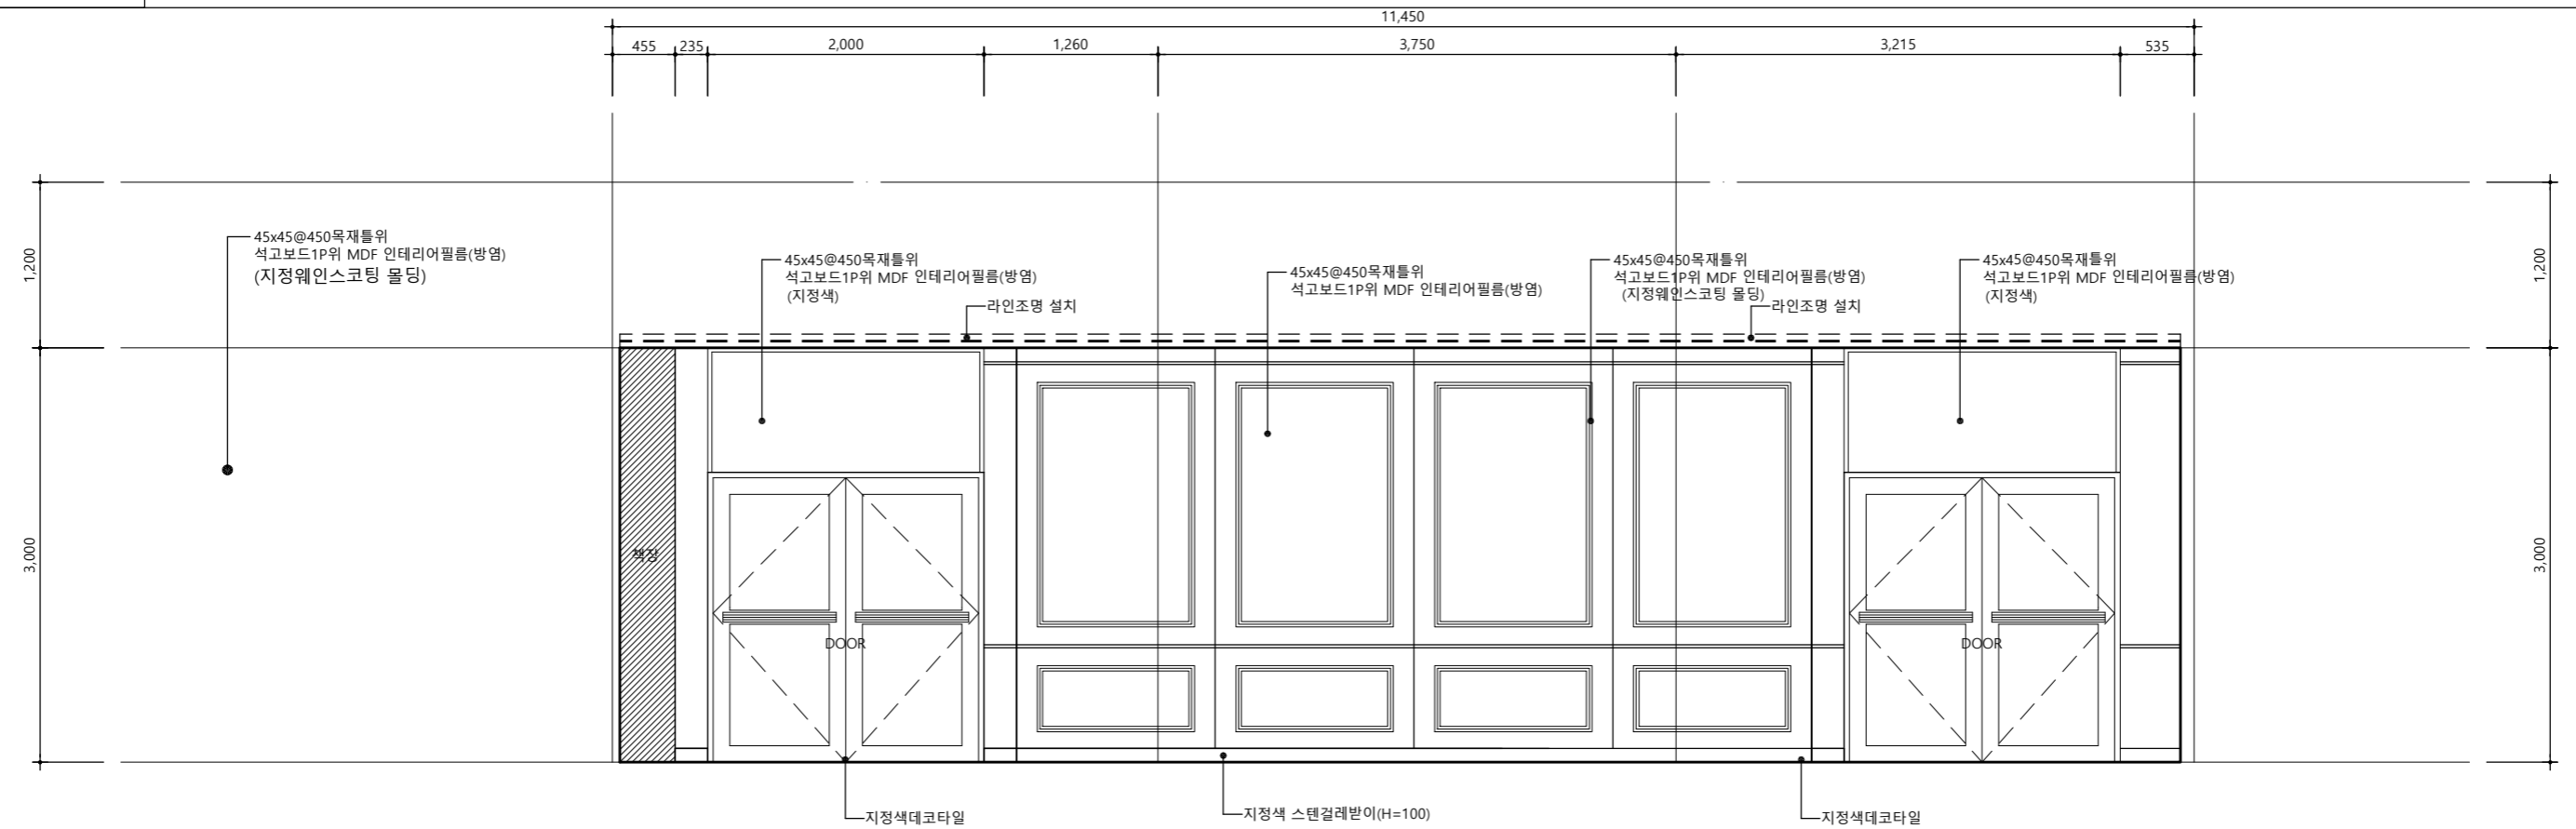 11,450
455
235
2,000
1,260
3,750
3,215
535
1,200
1,200
45x45@450목재틀위
석고보드1P위 MDF 인테리어필름(방염)
(지정웨인스코팅 몰딩)
45x45@450목재틀위
석고보드1P위 MDF 인테리어필름(방염)
(지정색)
라인조명 설치
45x45@450목재틀위
석고보드1P위 MDF 인테리어필름(방염)
45x45@450목재틀위
석고보드1P위 MDF 인테리어필름(방염)
(지정웨인스코팅 몰딩)
라인조명 설치
45x45@450목재틀위
석고보드1P위 MDF 인테리어필름(방염)
(지정색)
3,000
책장
DOOR
DOOR
3,000
지정색데코타일
지정색 스텐걸레받이(H=100)
지정색데코타일